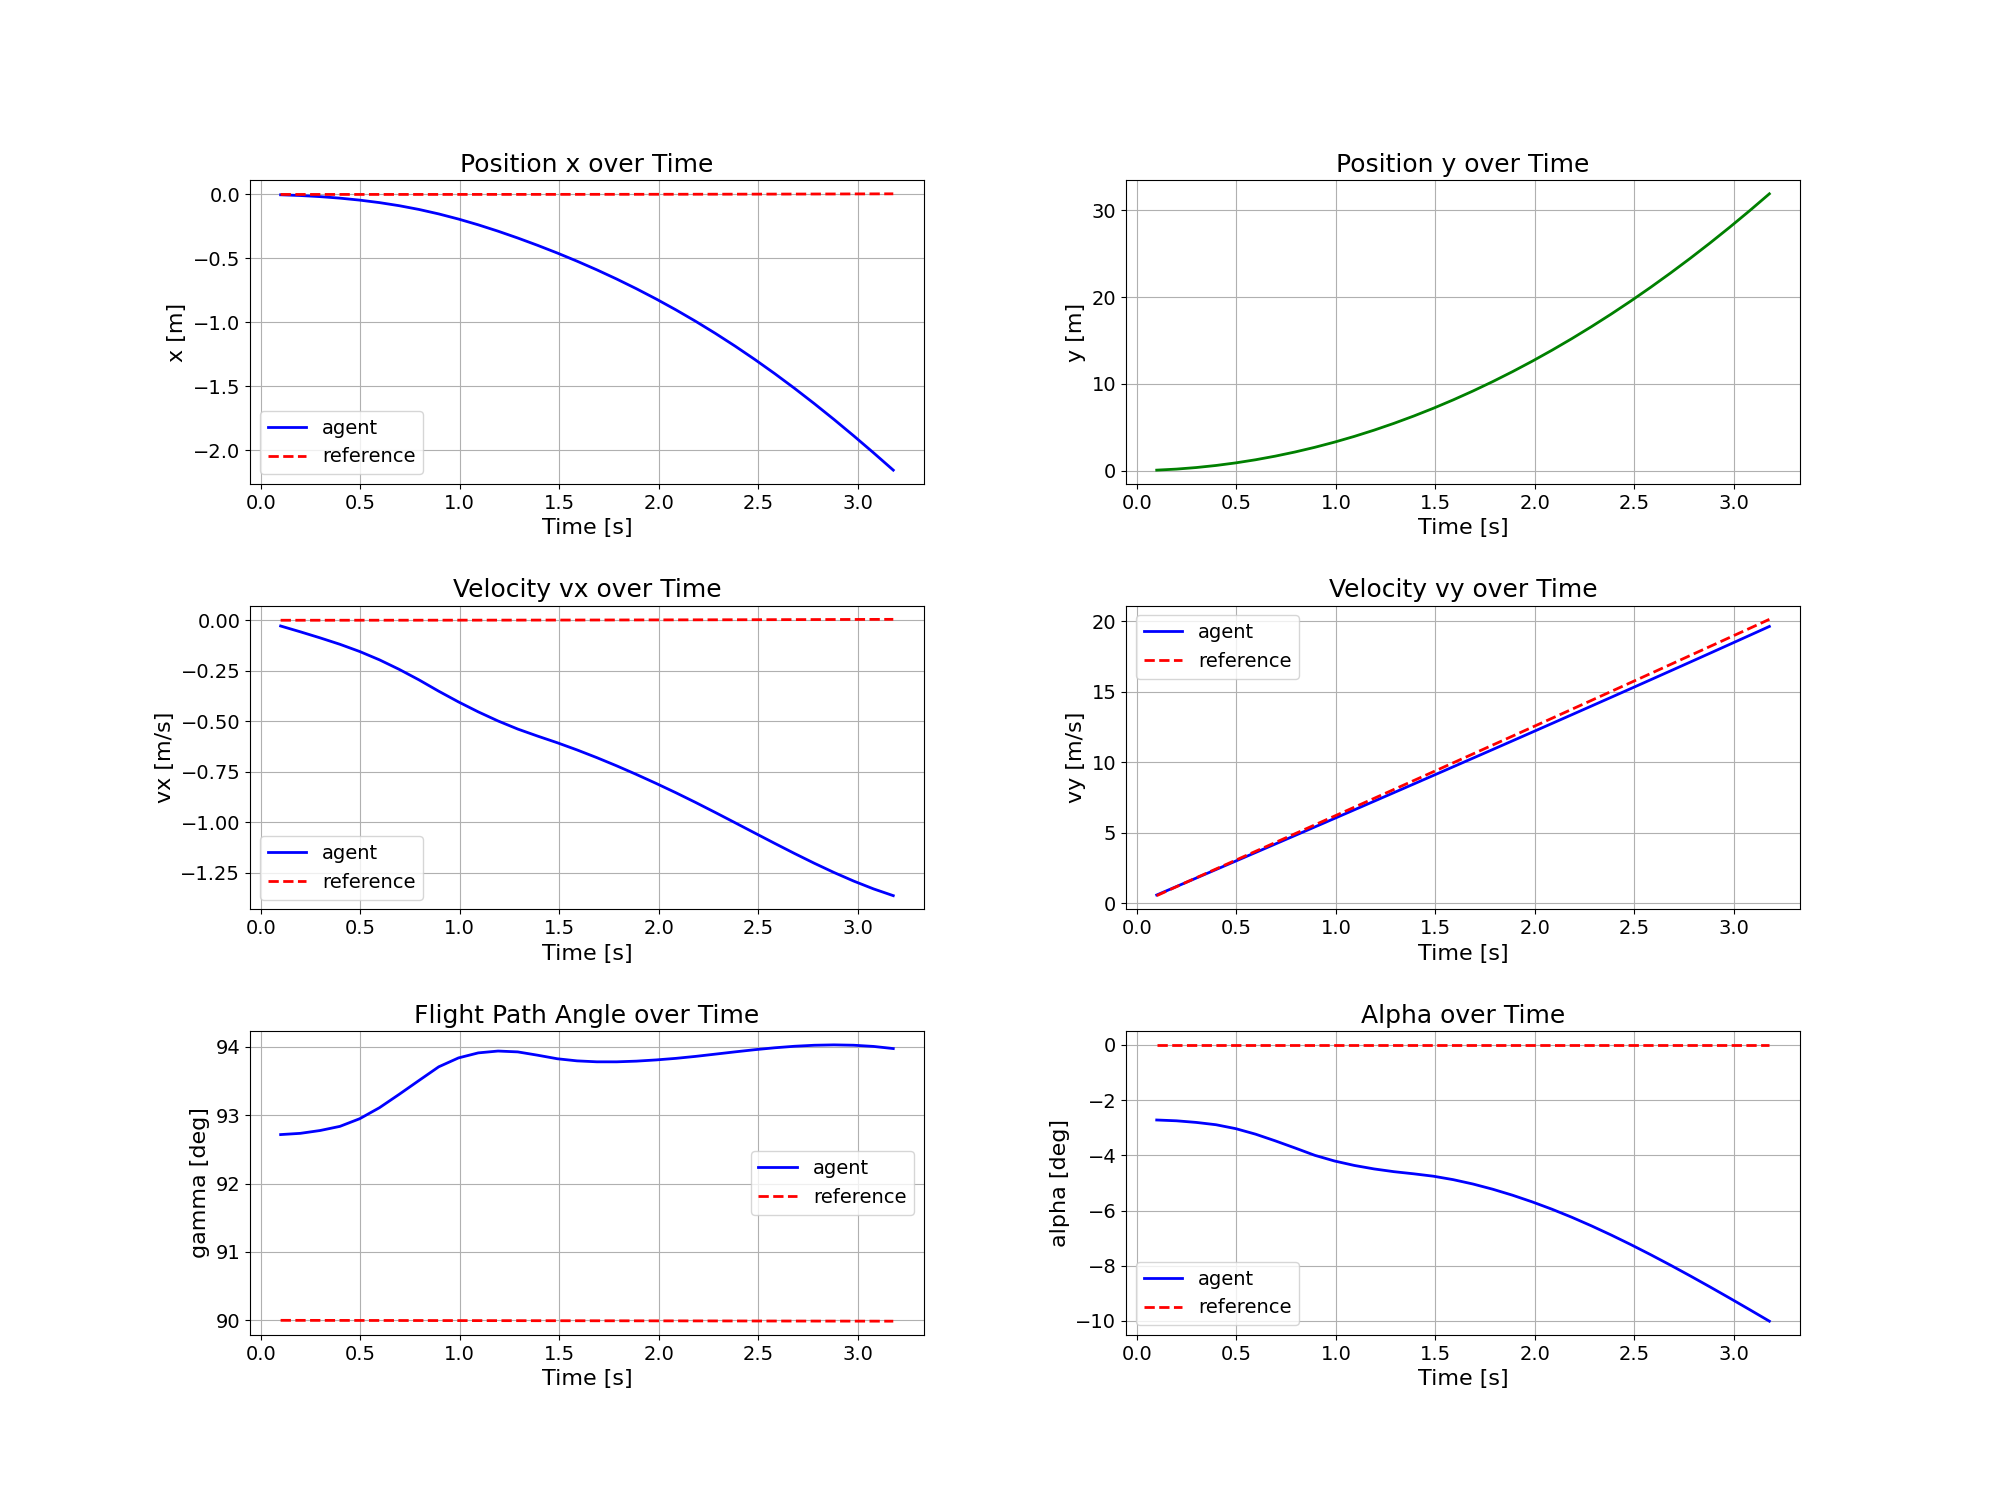 Position x over Time
0.0
−0.5
−1.0
−1.5
−2.0
x [m]
agent
reference
0.0 0.5 1.0 1.5 2.0 2.5 3.0
Time [s]
Position y over Time
30
20
10
0
y [m]
0.0 0.5 1.0 1.5 2.0 2.5 3.0
Time [s]
Velocity vx over Time
0.00
−0.25
−0.50
−0.75
−1.00
−1.25
vx [m/s]
agent
reference
0.0 0.5 1.0 1.5 2.0 2.5 3.0
Time [s]
Velocity vy over Time
20
15
10
5
0
vy [m/s]
agent
reference
0.0 0.5 1.0 1.5 2.0 2.5 3.0
Time [s]
Flight Path Angle over Time
94
93
92
91
90
gamma [deg]
agent
reference
0.0 0.5 1.0 1.5 2.0 2.5 3.0
Time [s]
Alpha over Time
0
−2
−4
−6
−8
−10
alpha [deg]
agent
reference
0.0 0.5 1.0 1.5 2.0 2.5 3.0
Time [s]